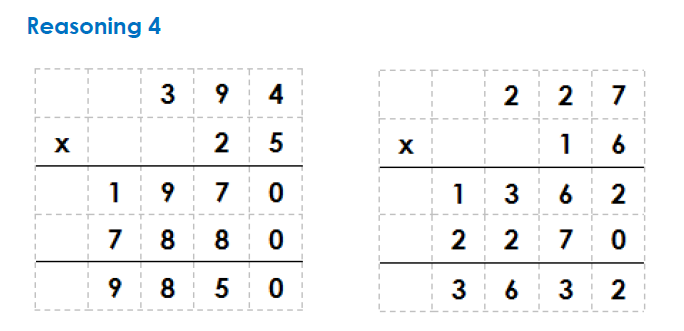 Reasoning 4
3 9 4
x 2 5
1 9 7 0
7 8 8 0
9 8 5 0
2 2 7
x 1 6
1 3 6 2
2 2 7 0
3 6 3 2